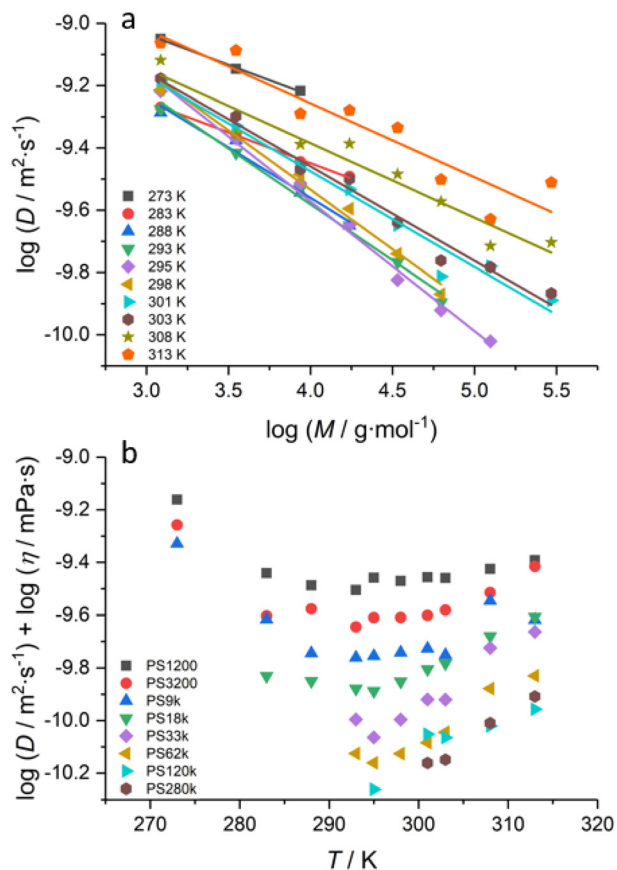 a
-9.0
-9.2
-9.4
-9.6
-9.8
-10.0
log (D / m²·s⁻¹)
273 K
283 K
288 K
293 K
295 K
298 K
301 K
303 K
308 K
313 K
3.0 3.5 4.0 4.5 5.0 5.5
log (M / g·mol⁻¹)
b
-9.0
-9.2
-9.4
-9.6
-9.8
-10.0
-10.2
log (D / m²·s⁻¹) + log (η / mPa·s)
PS1200
PS3200
PS9k
PS18k
PS33k
PS62k
PS120k
PS280k
270 280 290 300 310 320
T / K